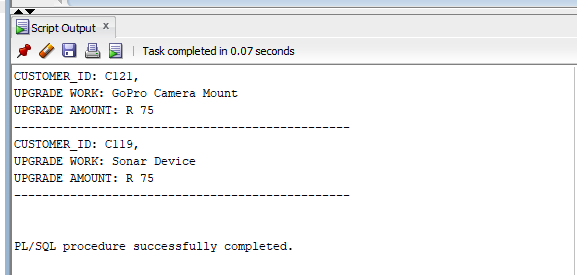 Script Output x
Task completed in 0.07 seconds
CUSTOMER_ID: C121,
UPGRADE WORK: GoPro Camera Mount
UPGRADE AMOUNT: R 75
------------------------------------------------
CUSTOMER_ID: C119,
UPGRADE WORK: Sonar Device
UPGRADE AMOUNT: R 75
------------------------------------------------
PL/SQL procedure successfully completed.